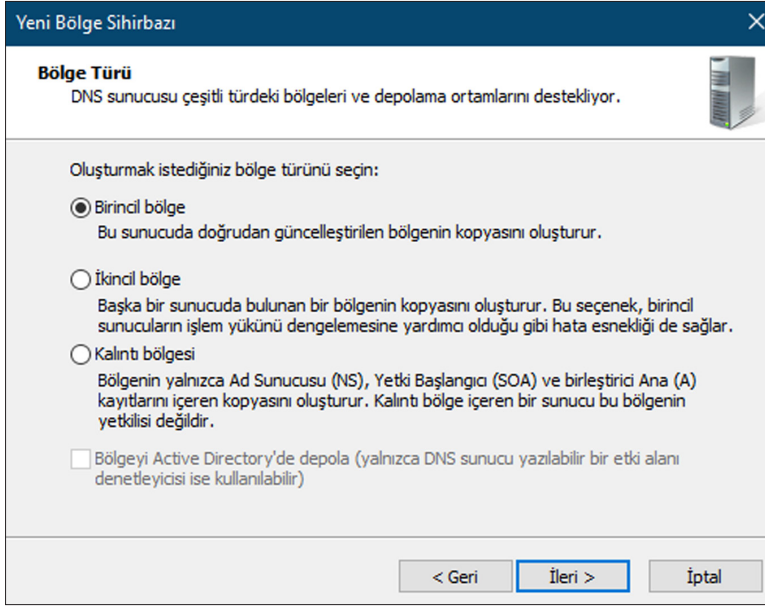 Yeni Bölge Sihirbazı
Bölge Türü
DNS sunucusu çeşitli türdeki bölgeleri ve depolama ortamlarını destekliyor.
Oluşturmak istediğiniz bölge türünü seçin:
Birincil bölge
Bu sunucuda doğrudan güncelleştirilen bölgenin kopyasını oluşturur.
İkincil bölge
Başka bir sunucuda bulunan bir bölgenin kopyasını oluşturur. Bu seçenek, birincil
sunucuların işlem yükünü dengelemesine yardımcı olduğu gibi hata esnekliği de sağlar.
Kalıntı bölgesi
Bölgenin yalnızca Ad Sunucusu (NS), Yetki Başlangıcı (SOA) ve birleştirici Ana (A)
kayıtlarını içeren kopyasını oluşturur. Kalıntı bölge içeren bir sunucu bu bölgenin
yetkilisi değildir.
Bölgeyi Active Directory'de depola (yalnızca DNS sunucu yazılabilir bir etki alanı
denetleyicisi ise kullanılabilir)
< Geri İleri > İptal